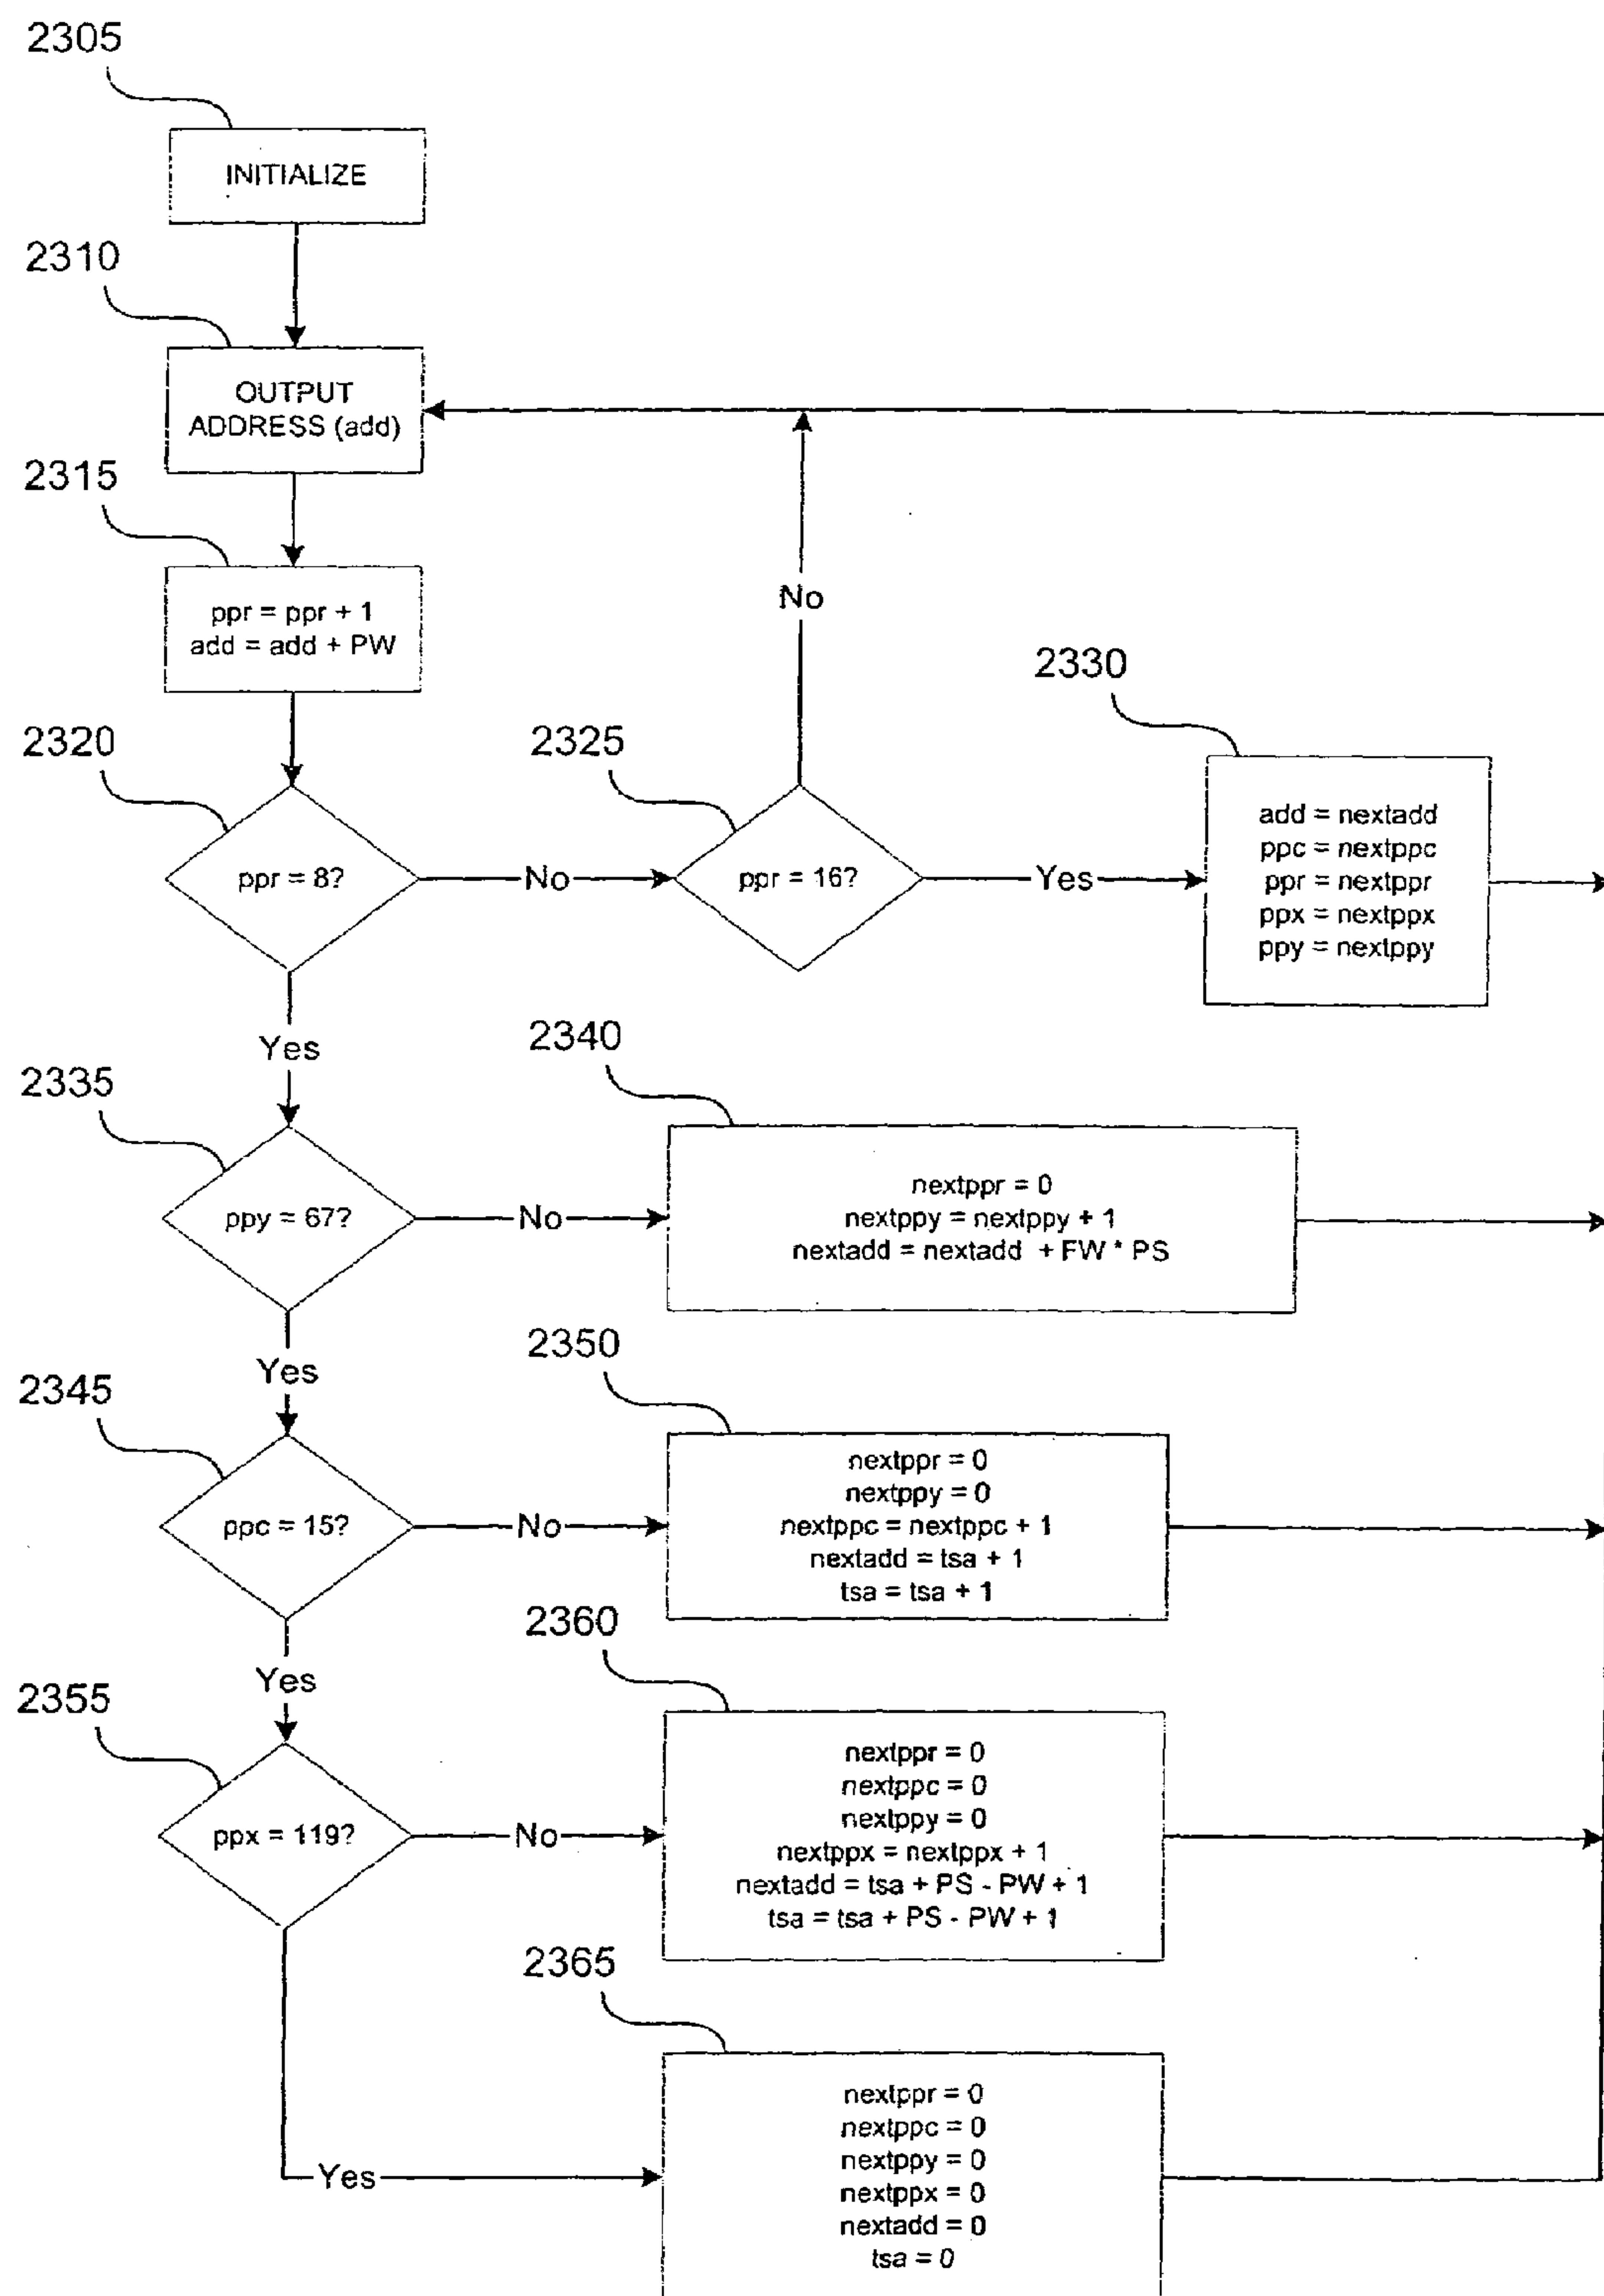 2305
INITIALIZE
2310
OUTPUT
ADDRESS (add)
2315
ppr = ppr + 1
add = add + PW
No
2330
2320
2325
ppr = 8?
No
ppr = 16?
Yes
add = nextadd
ppc = nextppc
ppr = nextppr
ppx = nextppx
ppy = nextppy
Yes
2335
2340
ppy = 67?
No
nextppr = 0
nextppy = nextppy + 1
nextadd = nextadd + FW * PS
Yes
2345
2350
ppc = 15?
No
nextppr = 0
nextppy = 0
nextppc = nextppc + 1
nextadd = tsa + 1
tsa = tsa + 1
Yes
2355
2360
ppx = 119?
No
nextppr = 0
nextppc = 0
nextppy = 0
nextppx = nextppx + 1
nextadd = tsa + PS - PW + 1
tsa = tsa + PS - PW + 1
2365
Yes
nextppr = 0
nextppc = 0
nextppy = 0
nextppx = 0
nextadd = 0
tsa = 0